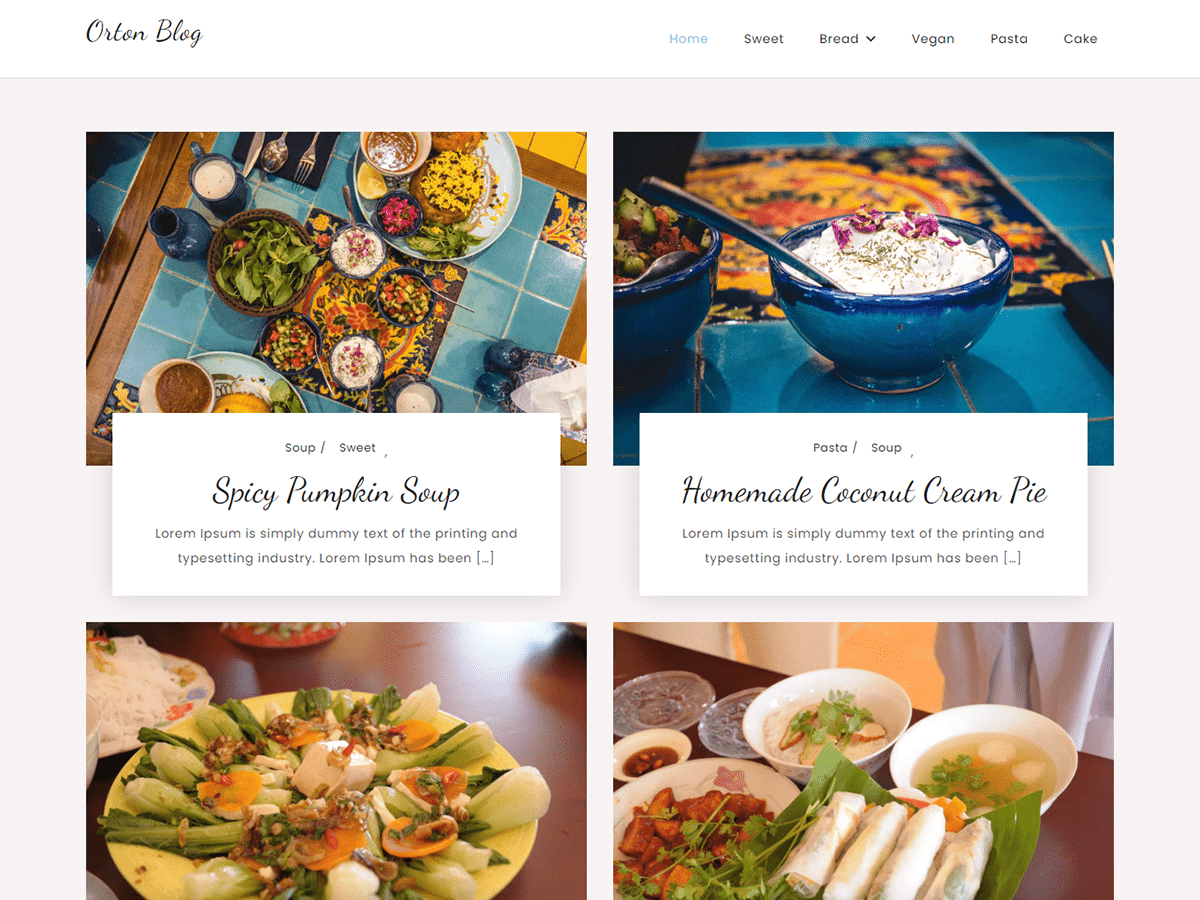 Orton Blog
Home Sweet Bread Vegan Pasta Cake
Soup / Sweet ,
Spicy Pumpkin Soup
Lorem Ipsum is simply dummy text of the printing and
typesetting industry. Lorem Ipsum has been […]
Pasta / Soup ,
Homemade Coconut Cream Pie
Lorem Ipsum is simply dummy text of the printing and
typesetting industry. Lorem Ipsum has been […]